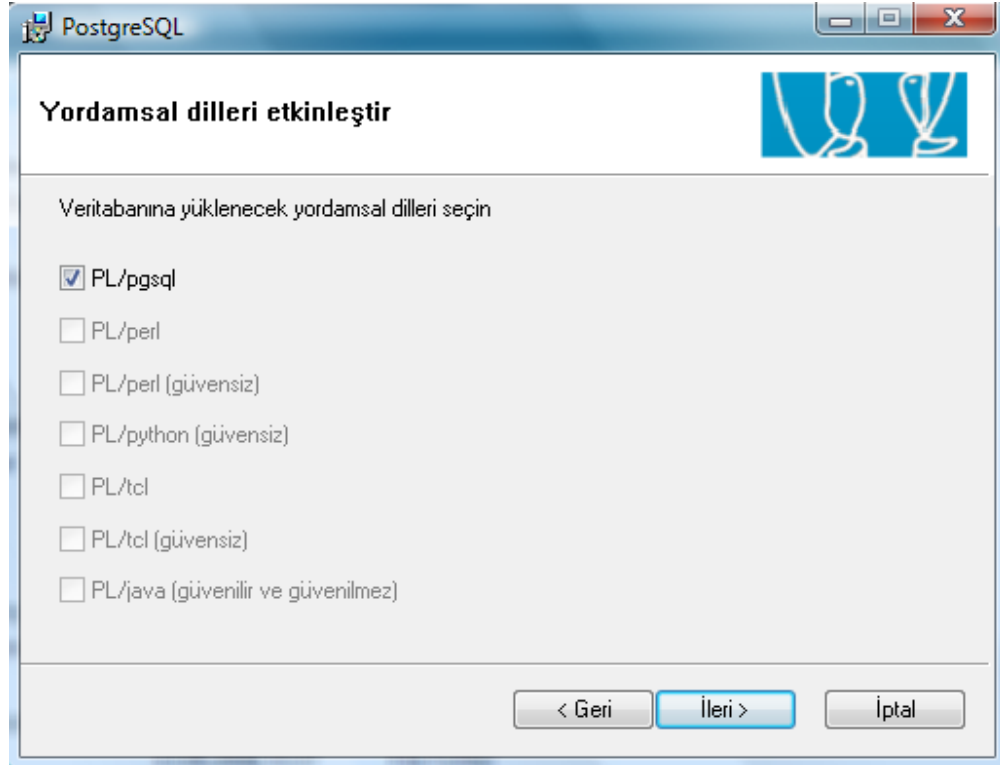 PostgreSQL
Yordamsal dilleri etkinleştir
Veritabanına yüklenecek yordamsal dilleri seçin
PL/pgsql
PL/perl
PL/perl (güvensiz)
PL/python (güvensiz)
PL/tcl
PL/tcl (güvensiz)
PL/java (güvenilir ve güvenilmez)
< Geri İleri > İptal